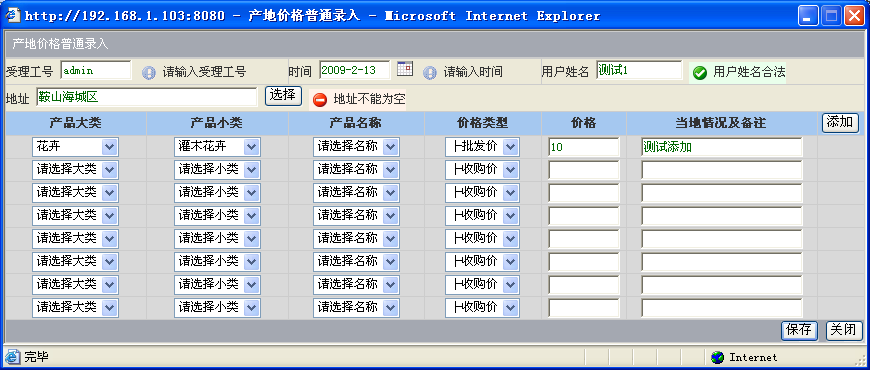 http://192.168.1.103:8080 - 产地价格普通录入 - Microsoft Internet Explorer
产地价格普通录入
受理工号 admin 请输入受理工号 时间 2009-2-13 请输入时间 用户姓名 测试1 用户姓名合法
地址 鞍山海城区 选择 地址不能为空
产品大类 产品小类 产品名称 价格类型 价格 当地情况及备注 添加
花卉 灌木花卉 请选择名称 ├批发价 10 测试添加
请选择大类 请选择小类 请选择名称 ├收购价
请选择大类 请选择小类 请选择名称 ├收购价
请选择大类 请选择小类 请选择名称 ├收购价
请选择大类 请选择小类 请选择名称 ├收购价
请选择大类 请选择小类 请选择名称 ├收购价
请选择大类 请选择小类 请选择名称 ├收购价
请选择大类 请选择小类 请选择名称 ├收购价
保存 关闭
完毕 Internet